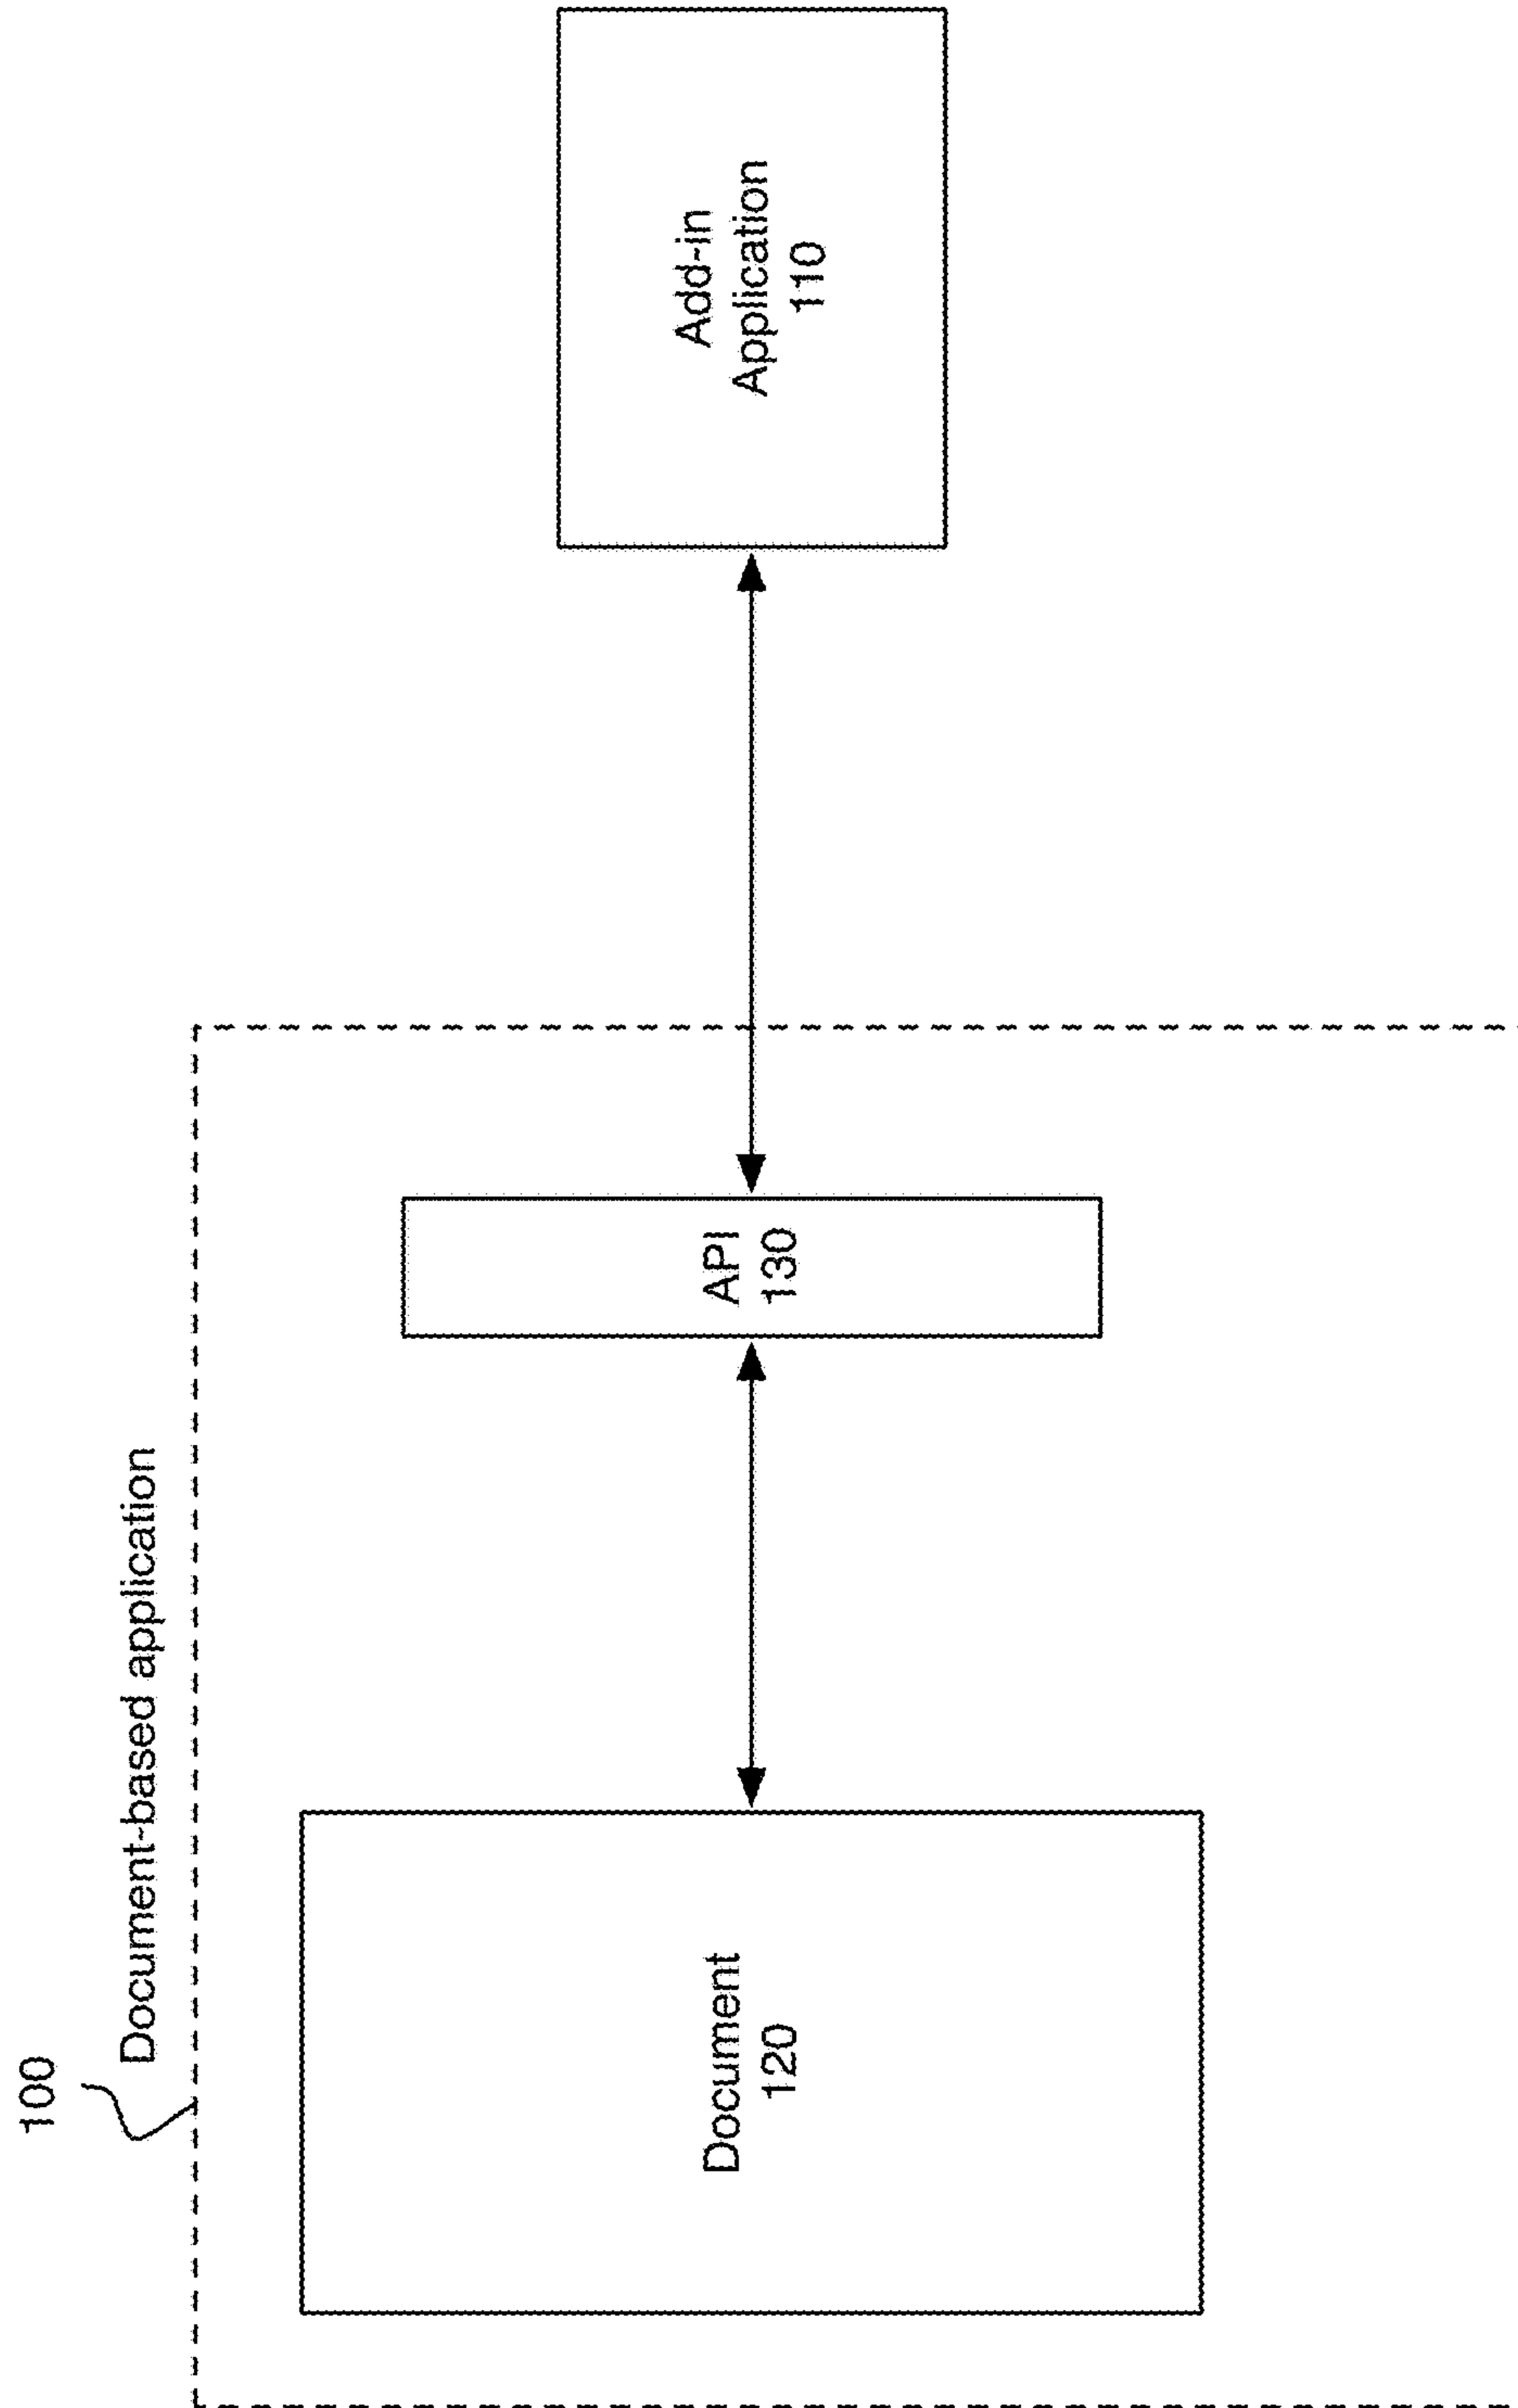 100
Document-based application
Document
120
API
130
Add-in
Application
110